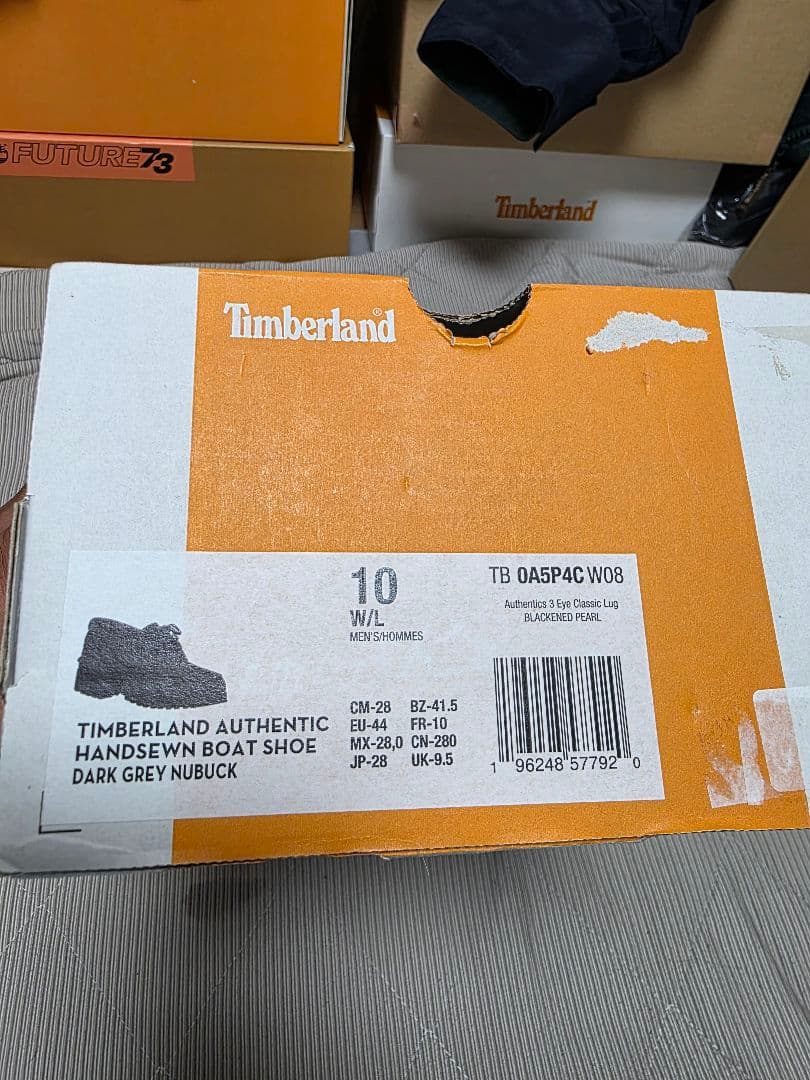 FUTURE73
Timberland
Timberland®
10
W/L
MEN'S/HOMMES
TB 0A5P4C W08
Authentics 3 Eye Classic Lug
BLACKENED PEARL
TIMBERLAND AUTHENTIC
HANDSEWN BOAT SHOE
DARK GREY NUBUCK
CM-28 BZ-41.5
EU-44 FR-10
MX-28,0 CN-280
JP-28 UK-9.5
1 96248 57792 0